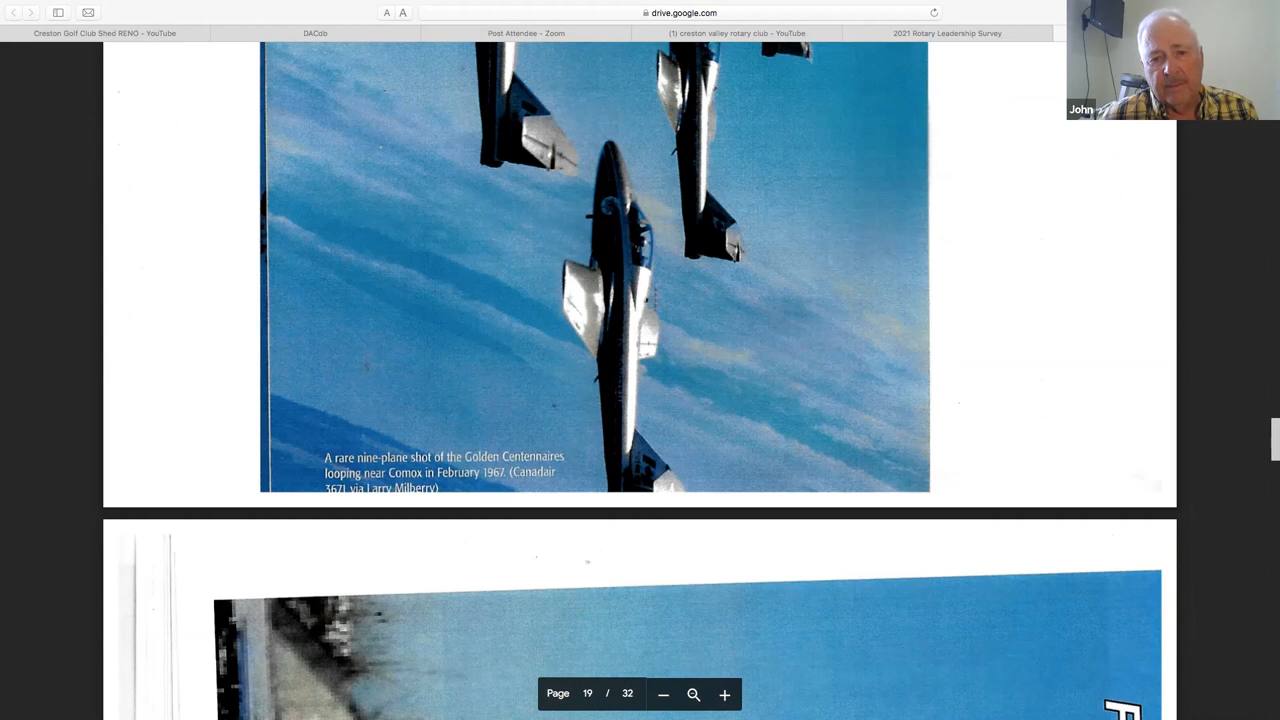 A A
drive.google.com
Creston Golf Club Shed RENO - YouTube
DACdb
Post Attendee - Zoom
(1) creston valley rotary club - YouTube
2021 Rotary Leadership Survey
John
A rare nine-plane shot of the Golden Centennaires
looping near Comox in February 1967. (Canadair
3671 via Larry Milberry)
Page 19 / 32